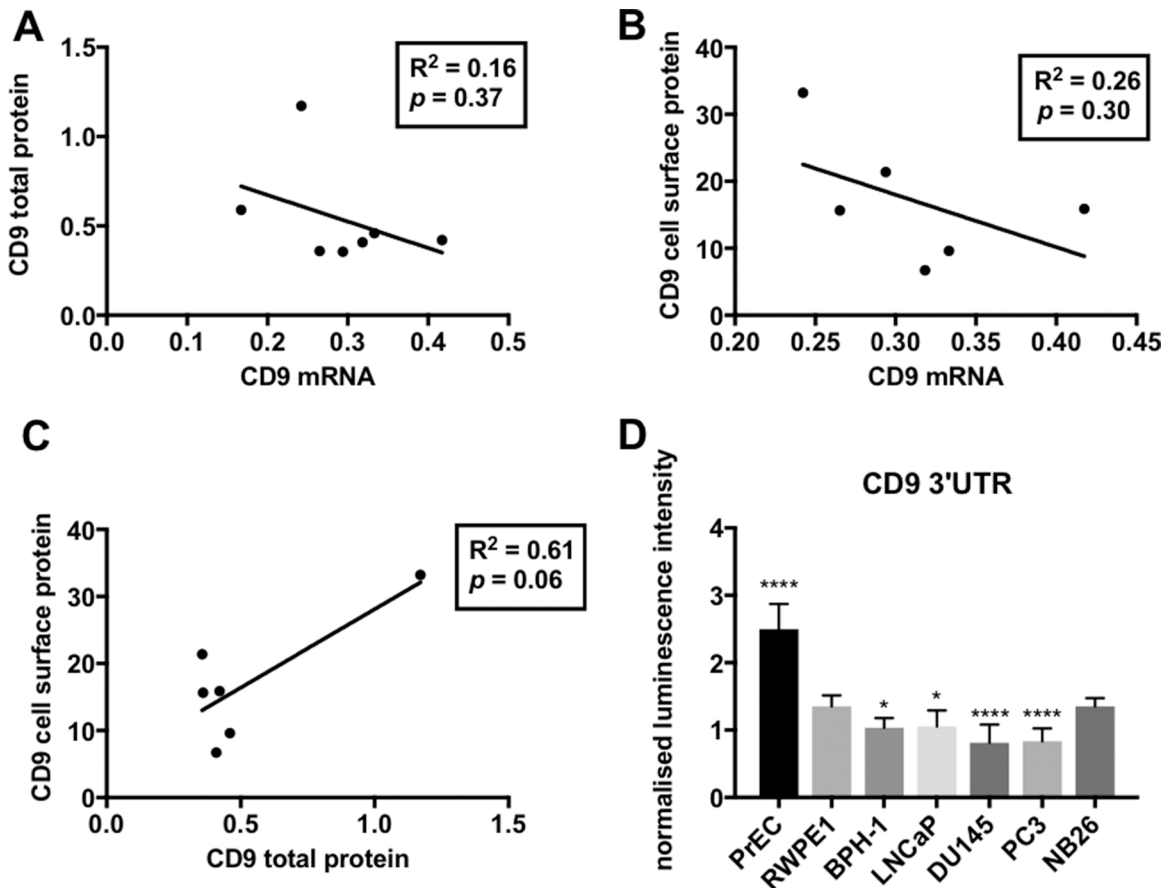 A
CD9 total protein
1.5
1.0
0.5
0.0
0.0 0.1 0.2 0.3 0.4 0.5
CD9 mRNA
R² = 0.16
p = 0.37
B
CD9 cell surface protein
40
30
20
10
0
0.20 0.25 0.30 0.35 0.40 0.45
CD9 mRNA
R² = 0.26
p = 0.30
C
CD9 cell surface protein
40
30
20
10
0
0.0 0.5 1.0 1.5
CD9 total protein
R² = 0.61
p = 0.06
D
CD9 3'UTR
normalised luminescence intensity
4
3
2
1
0
**** * * **** ****
PrEC RWPE1 BPH-1 LNCaP DU145 PC3 NB26